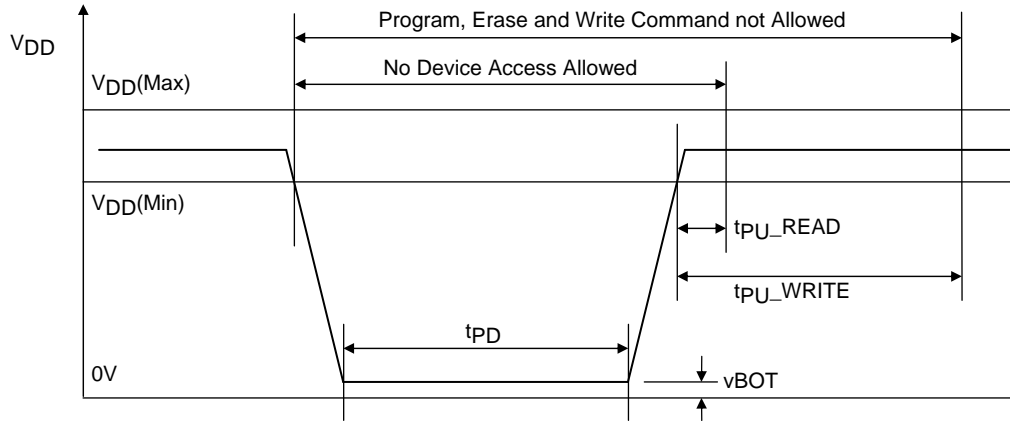 Program, Erase and Write Command not Allowed
VDD
No Device Access Allowed
VDD(Max)
VDD(Min)
tPU_READ
tPU_WRITE
tPD
0V
vBOT